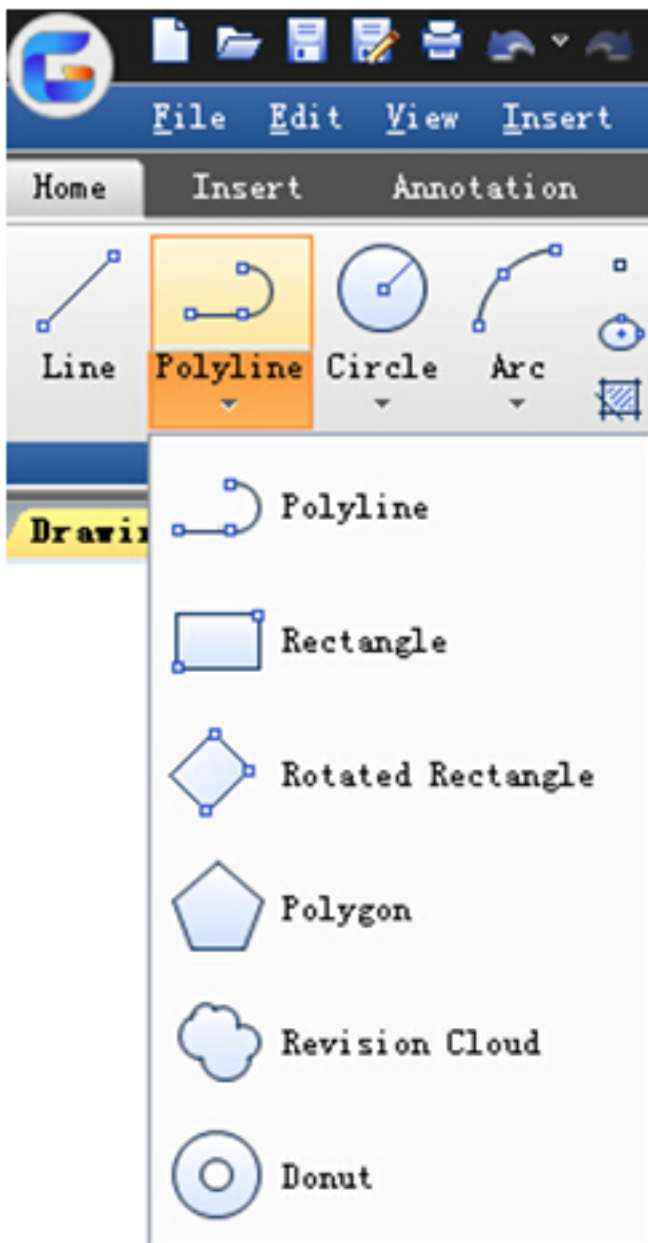 File Edit View Insert
Home Insert Annotation
Line Polyline Circle Arc
Polyline
Drawin
Rectangle
Rotated Rectangle
Polygon
Revision Cloud
Donut